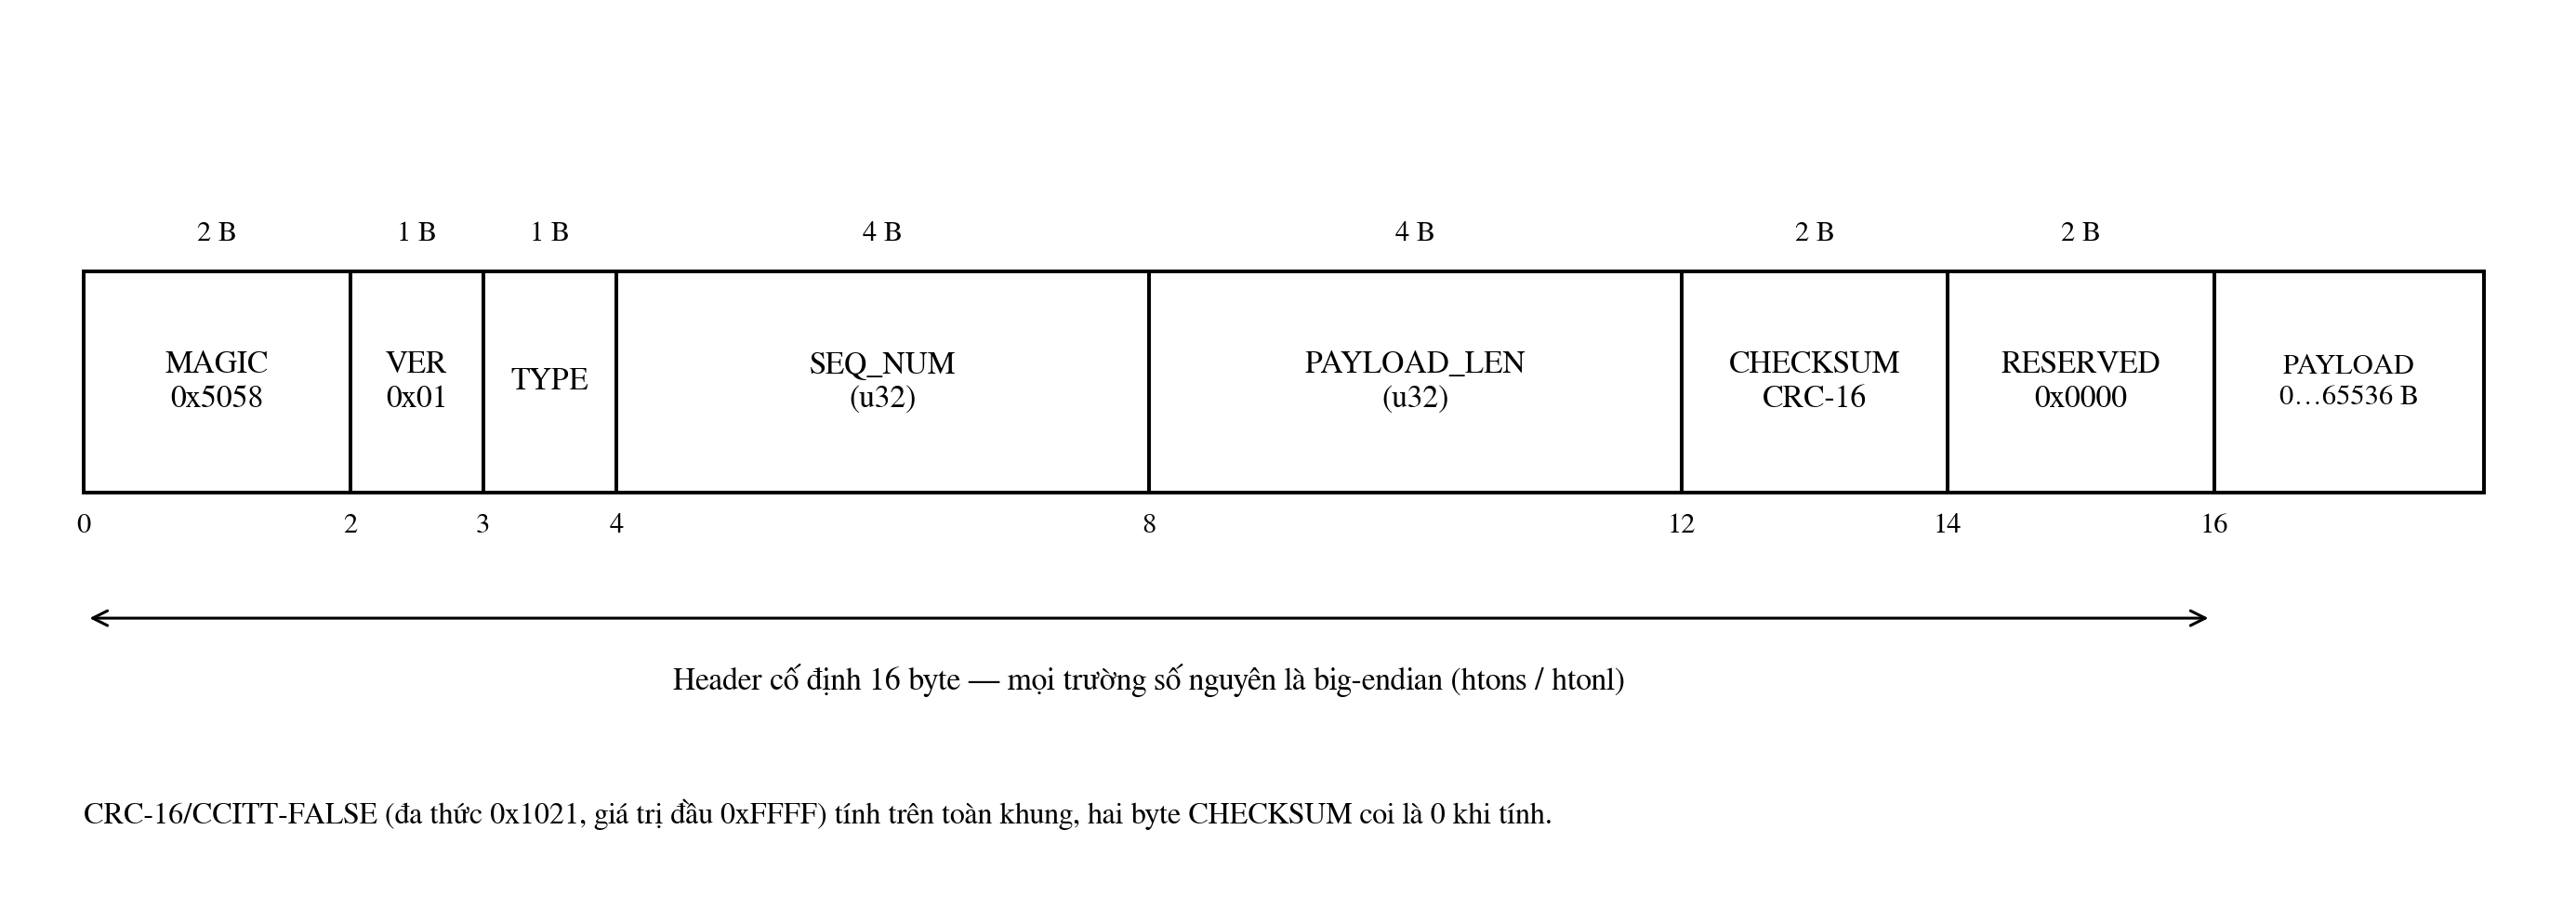 2 B 1 B 1 B 4 B 4 B 2 B 2 B
MAGIC
0x5058
VER
0x01
TYPE
SEQ_NUM
(u32)
PAYLOAD_LEN
(u32)
CHECKSUM
CRC-16
RESERVED
0x0000
PAYLOAD
0…65536 B
0 2 3 4 8 12 14 16
Header cố định 16 byte — mọi trường số nguyên là big-endian (htons / htonl)
CRC-16/CCITT-FALSE (đa thức 0x1021, giá trị đầu 0xFFFF) tính trên toàn khung, hai byte CHECKSUM coi là 0 khi tính.